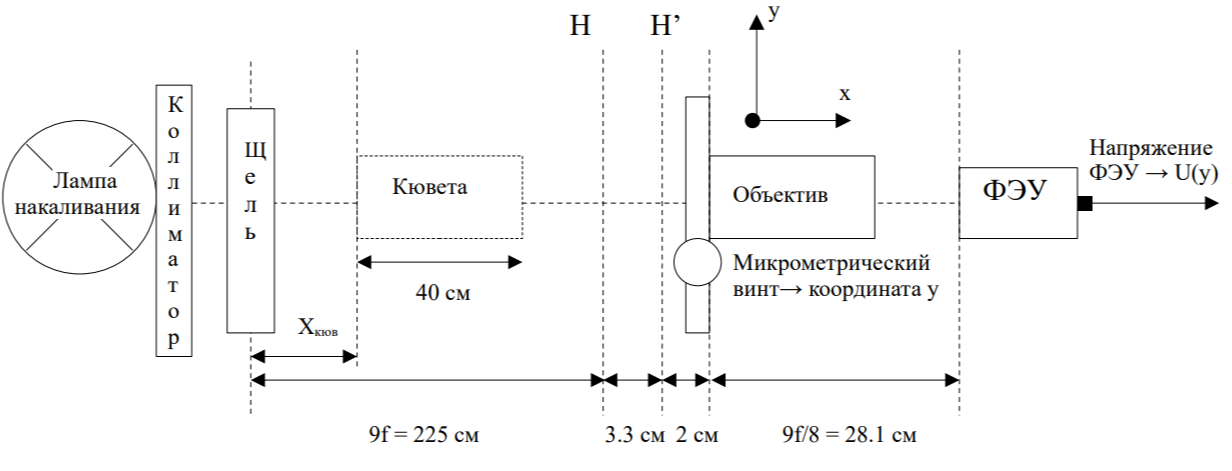 H
H’
y
x
Коллиматор
Щель
Лампа
накаливания
Кювета
Объектив
ФЭУ
Напряжение
ФЭУ → U(y)
40 см
Микрометрический
винт→ координата y
Xкюв
9f = 225 см
3.3 см
2 см
9f/8 = 28.1 см